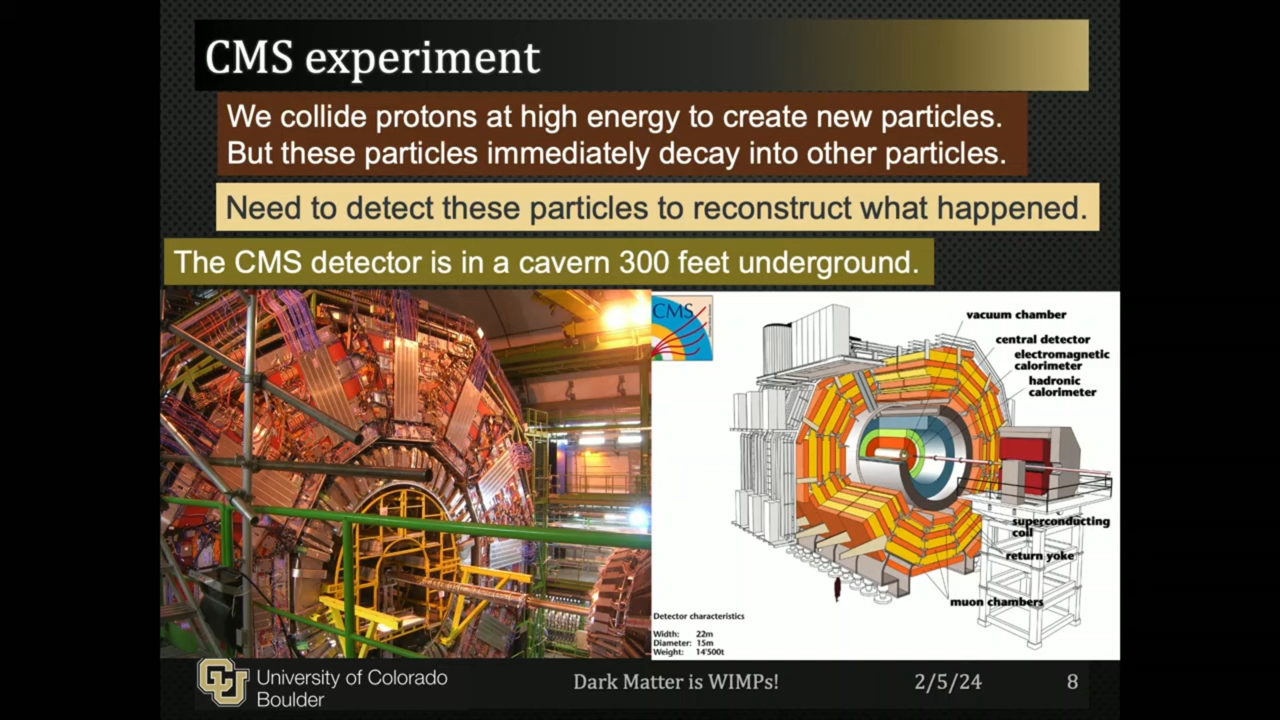 CMS experiment
We collide protons at high energy to create new particles.
But these particles immediately decay into other particles.
Need to detect these particles to reconstruct what happened.
The CMS detector is in a cavern 300 feet underground.
CMS
vacuum chamber
central detector
electromagnetic
calorimeter
hadronic
calorimeter
superconducting
coil
return yoke
muon chambers
Detector characteristics
Width: 22m
Diameter: 15m
Weight: 14'500t
CU
University of Colorado
Boulder
Dark Matter is WIMPs!
2/5/24
8